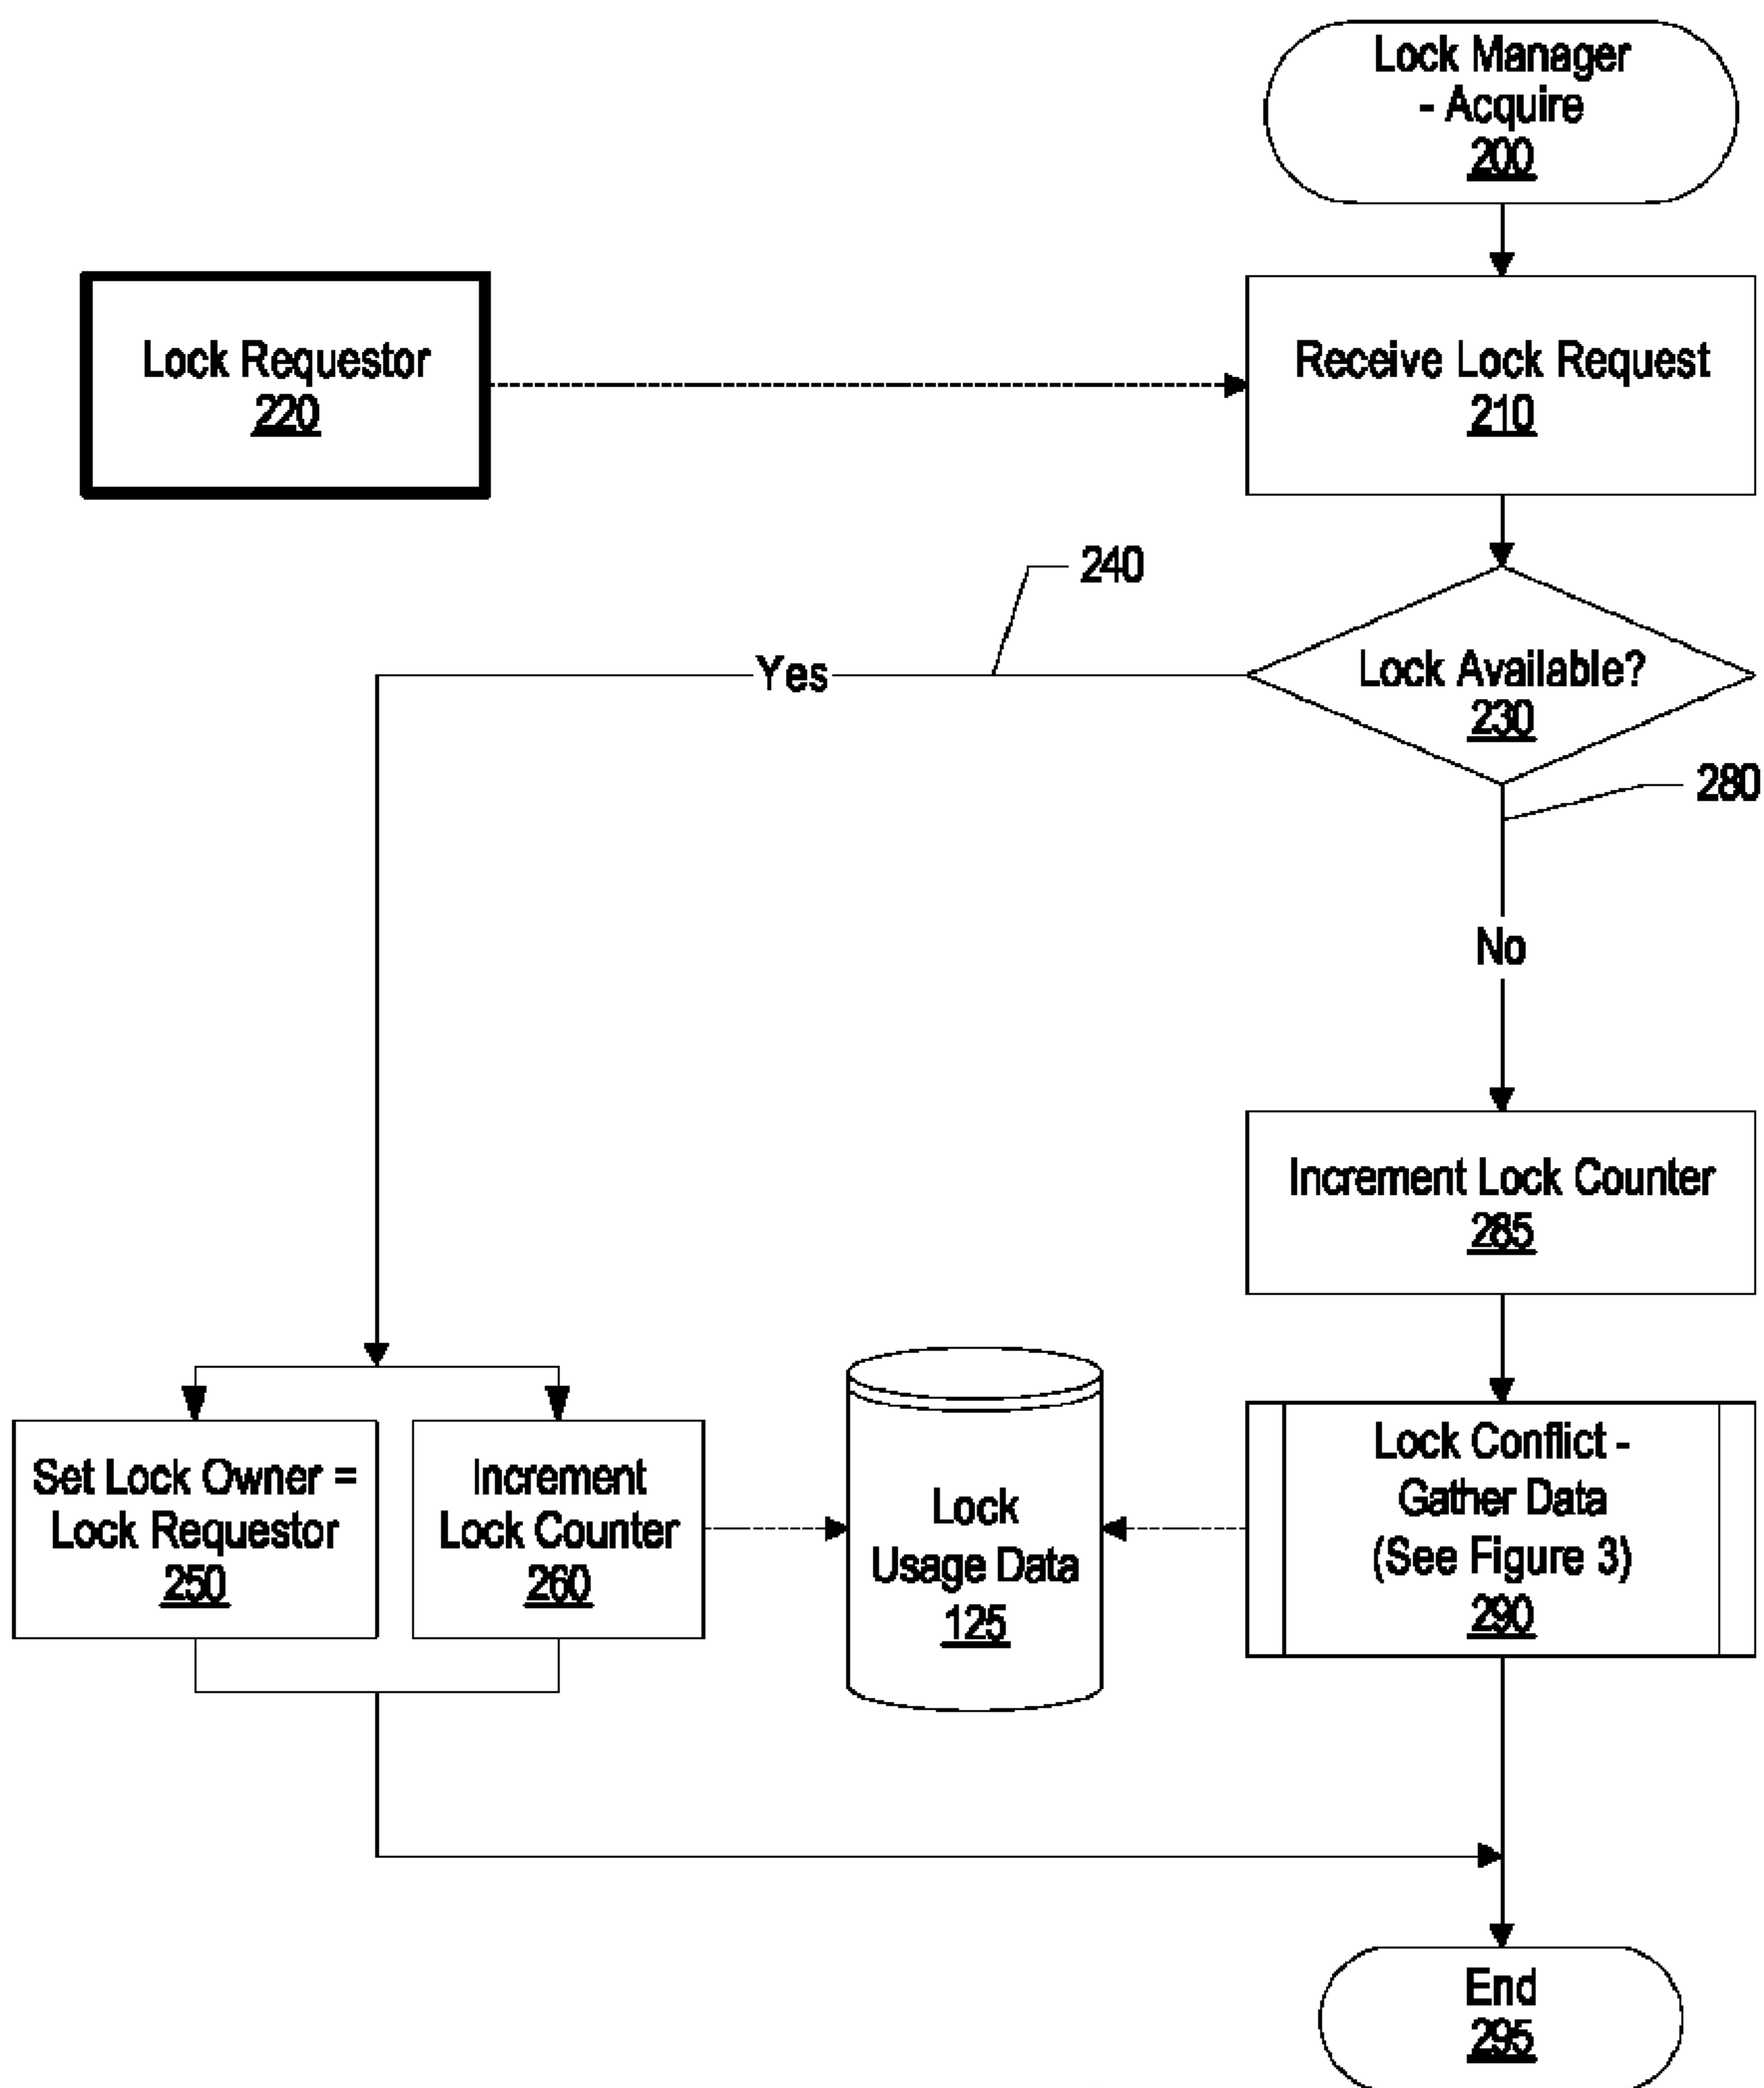 Lock Manager
- Acquire
200
Lock Requestor
220
Receive Lock Request
210
240
Yes
Lock Available?
230
280
No
Increment Lock Counter
285
Set Lock Owner =
Lock Requestor
250
Increment
Lock Counter
260
Lock
Usage Data
125
Lock Conflict -
Gather Data
(See Figure 3)
290
End
295